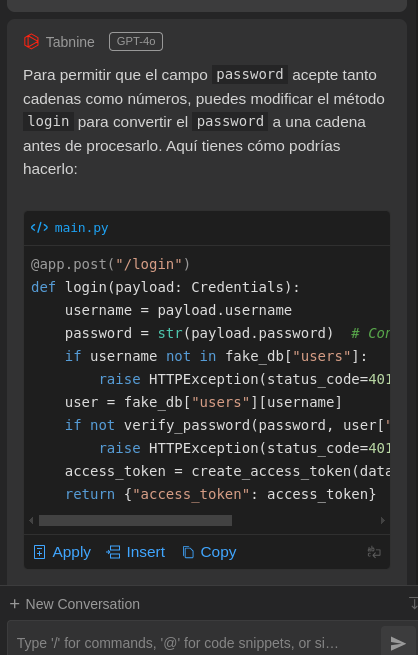 Tabnine GPT-4o
Para permitir que el campo password acepte tanto
cadenas como números, puedes modificar el método
login para convertir el password a una cadena
antes de procesarlo. Aquí tienes cómo podrías
hacerlo:
main.py
@app.post("/login")
def login(payload: Credentials):
    username = payload.username
    password = str(payload.password)  # Con
    if username not in fake_db["users"]:
        raise HTTPException(status_code=401
    user = fake_db["users"][username]
    if not verify_password(password, user["
        raise HTTPException(status_code=401
    access_token = create_access_token(data
    return {"access_token": access_token}
Apply Insert Copy
+ New Conversation
Type '/' for commands, '@' for code snippets, or si…